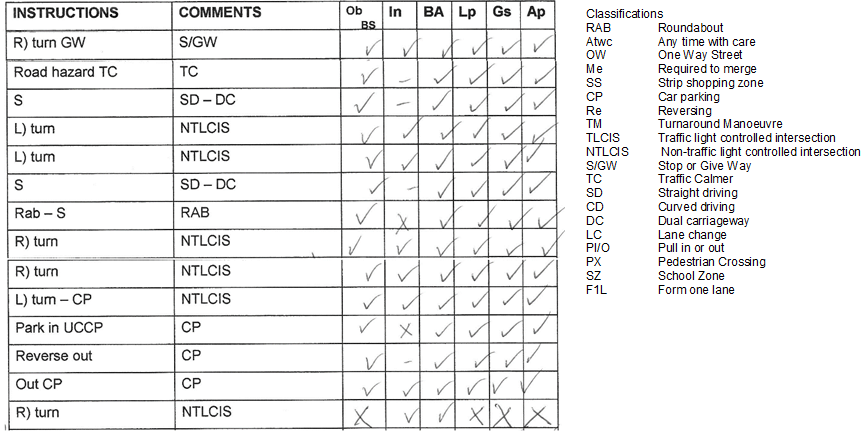 INSTRUCTIONS COMMENTS Ob BS In BA Lp Gs Ap
R) turn GW S/GW ✓ ✓ ✓ ✓ ✓ ✓
Road hazard TC TC ✓ – ✓ ✓ ✓ ✓
S SD – DC ✓ – ✓ ✓ ✓ ✓
L) turn NTLCIS ✓ ✓ ✓ ✓ ✓ ✓
L) turn NTLCIS ✓ ✓ ✓ ✓ ✓ ✓
S SD – DC ✓ – ✓ ✓ ✓ ✓
Rab – S RAB ✓ X ✓ ✓ ✓ ✓
R) turn NTLCIS ✓ ✓ ✓ ✓ ✓ ✓
R) turn NTLCIS ✓ ✓ ✓ ✓ ✓ ✓
L) turn – CP NTLCIS ✓ ✓ ✓ ✓ ✓ ✓
Park in UCCP CP ✓ X ✓ ✓ ✓ ✓
Reverse out CP ✓ – ✓ ✓ ✓ ✓
Out CP CP ✓ ✓ ✓ ✓ ✓ ✓
R) turn NTLCIS X ✓ ✓ X X X
Classifications
RAB Roundabout
Atwc Any time with care
OW One Way Street
Me Required to merge
SS Strip shopping zone
CP Car parking
Re Reversing
TM Turnaround Manoeuvre
TLCIS Traffic light controlled intersection
NTLCIS Non-traffic light controlled intersection
S/GW Stop or Give Way
TC Traffic Calmer
SD Straight driving
CD Curved driving
DC Dual carriageway
LC Lane change
PI/O Pull in or out
PX Pedestrian Crossing
SZ School Zone
F1L Form one lane